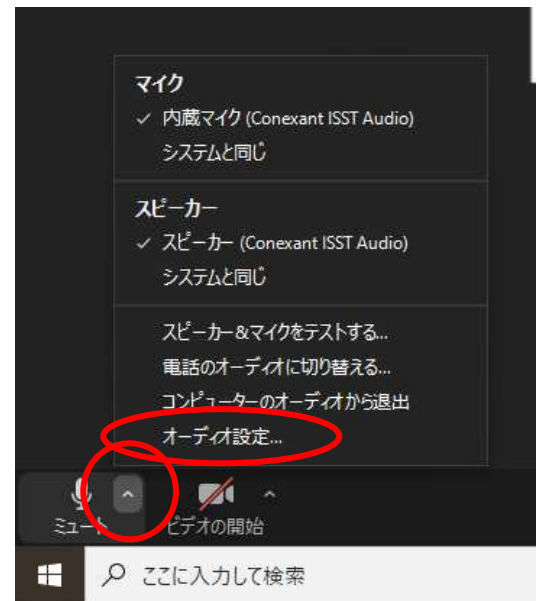 マイク
内蔵マイク (Conexant ISST Audio)
システムと同じ
スピーカー
スピーカー (Conexant ISST Audio)
システムと同じ
スピーカー&マイクをテストする...
電話のオーディオに切り替える...
コンピューターのオーディオから退出
オーディオ設定...
ミュート
ビデオの開始
ここに入力して検索